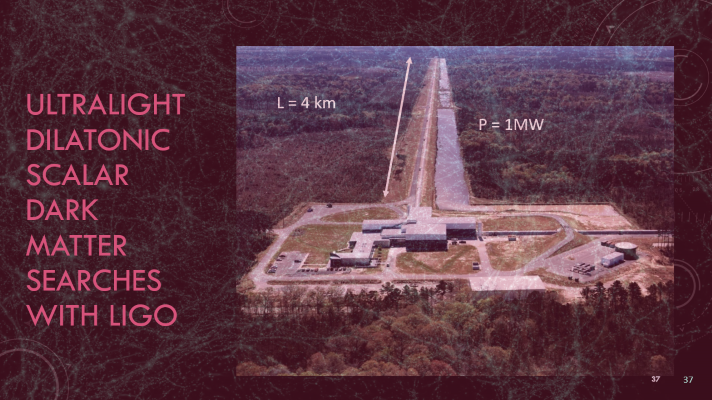 ULTRALIGHT
DILATONIC
SCALAR
DARK
MATTER
SEARCHES
WITH LIGO
L = 4 km
P = 1MW
37
37